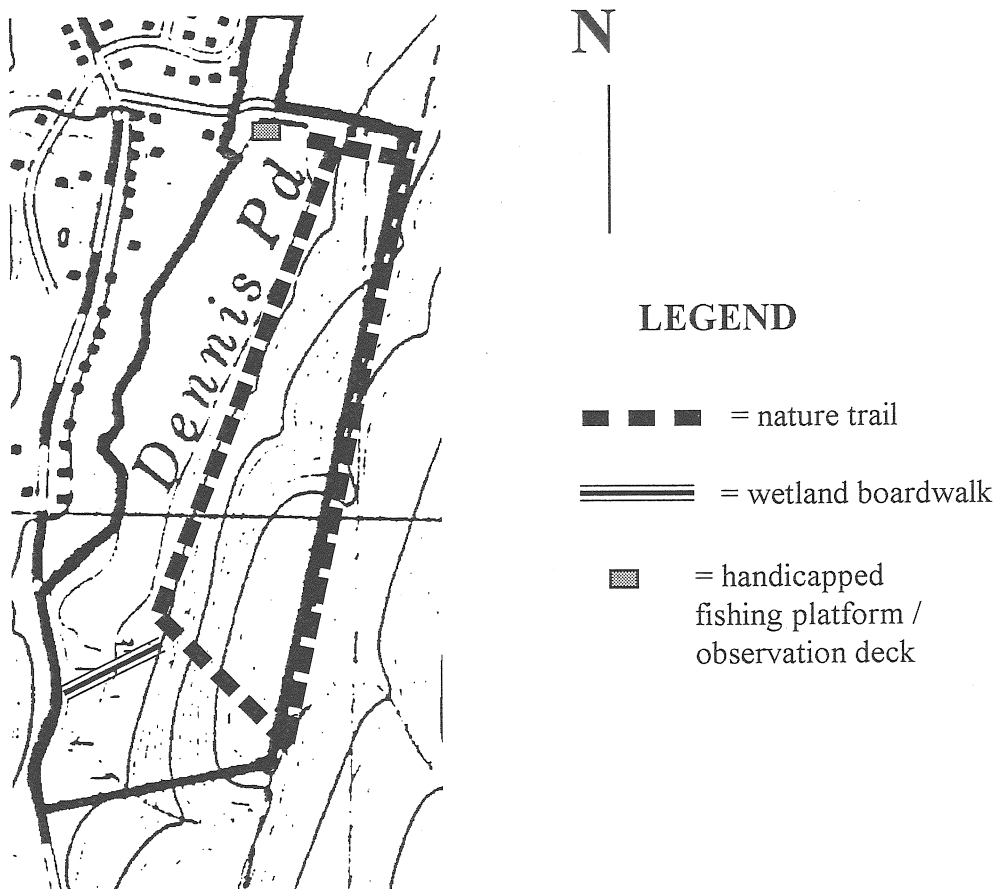 N
Dennis Pd
LEGEND
= nature trail
= wetland boardwalk
= handicapped
fishing platform /
observation deck